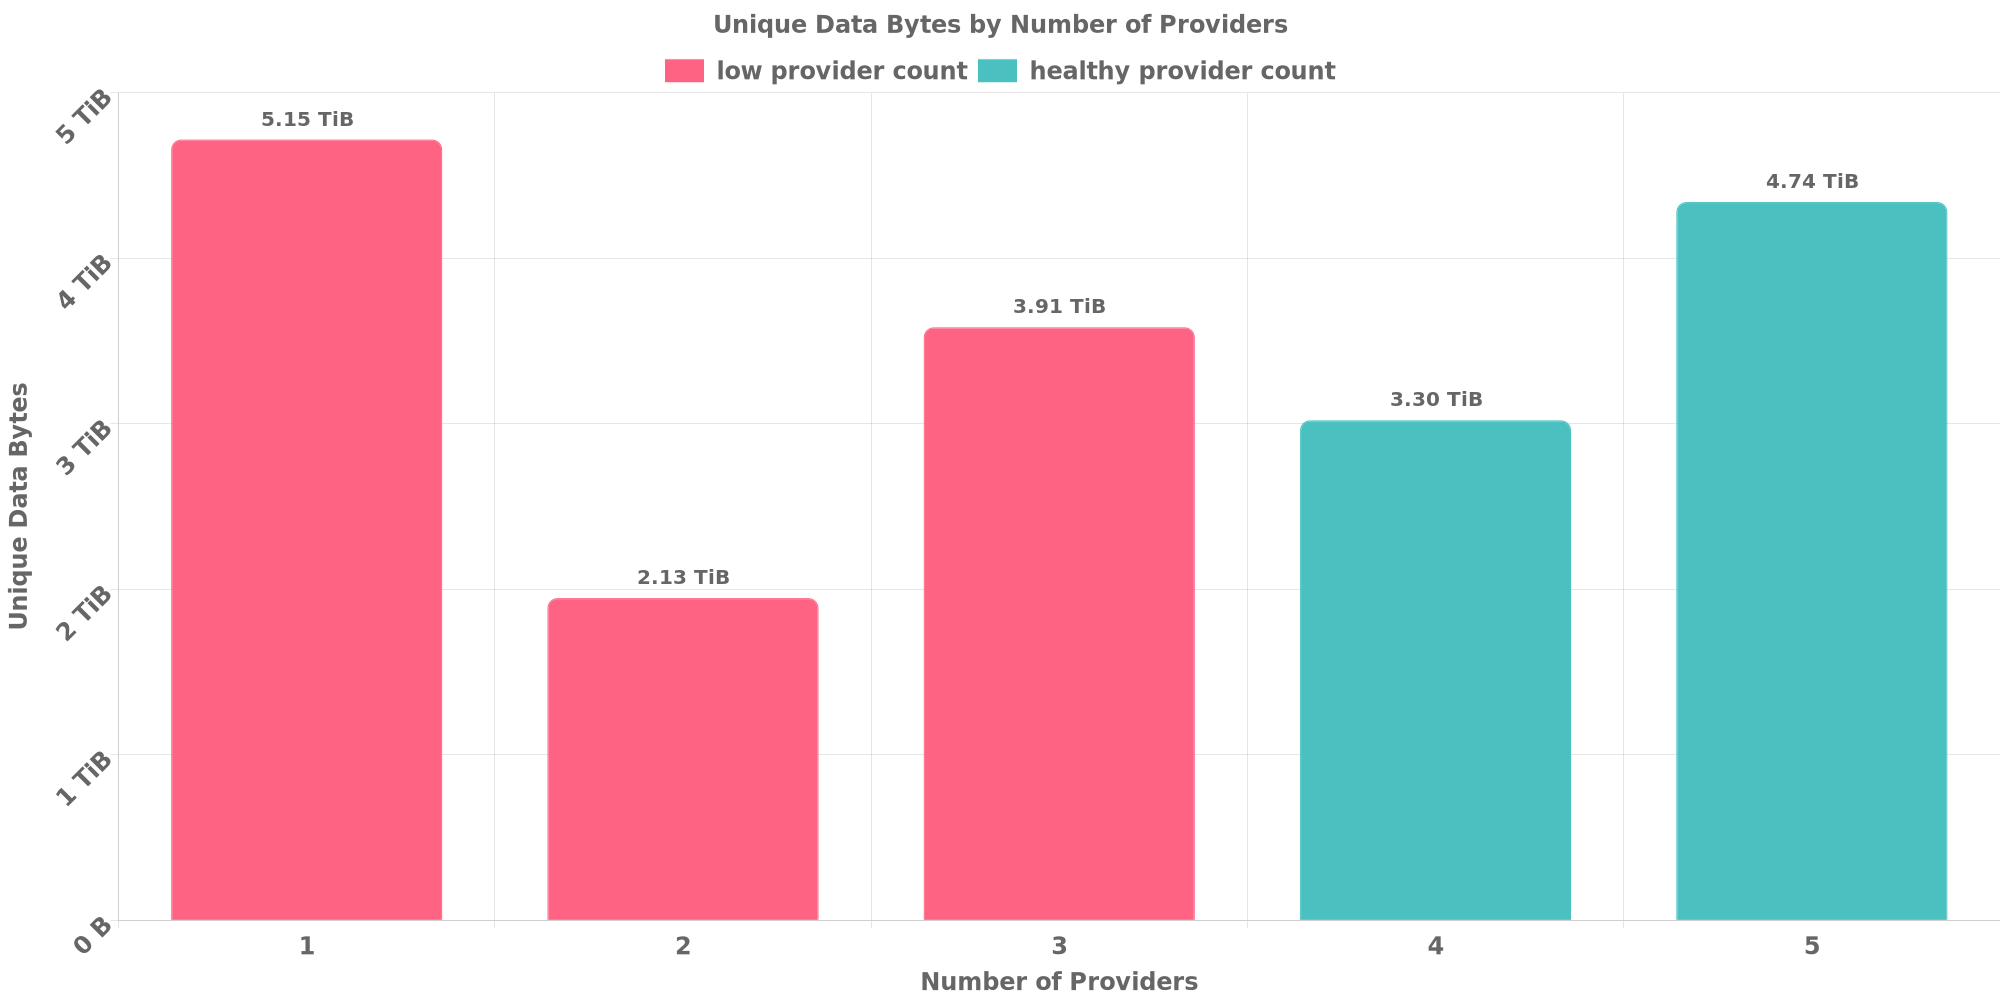 Unique Data Bytes by Number of Providers
low provider count healthy provider count
5 TiB
4 TiB
3 TiB
2 TiB
1 TiB
0 B
Unique Data Bytes
5.15 TiB
2.13 TiB
3.91 TiB
3.30 TiB
4.74 TiB
1 2 3 4 5
Number of Providers